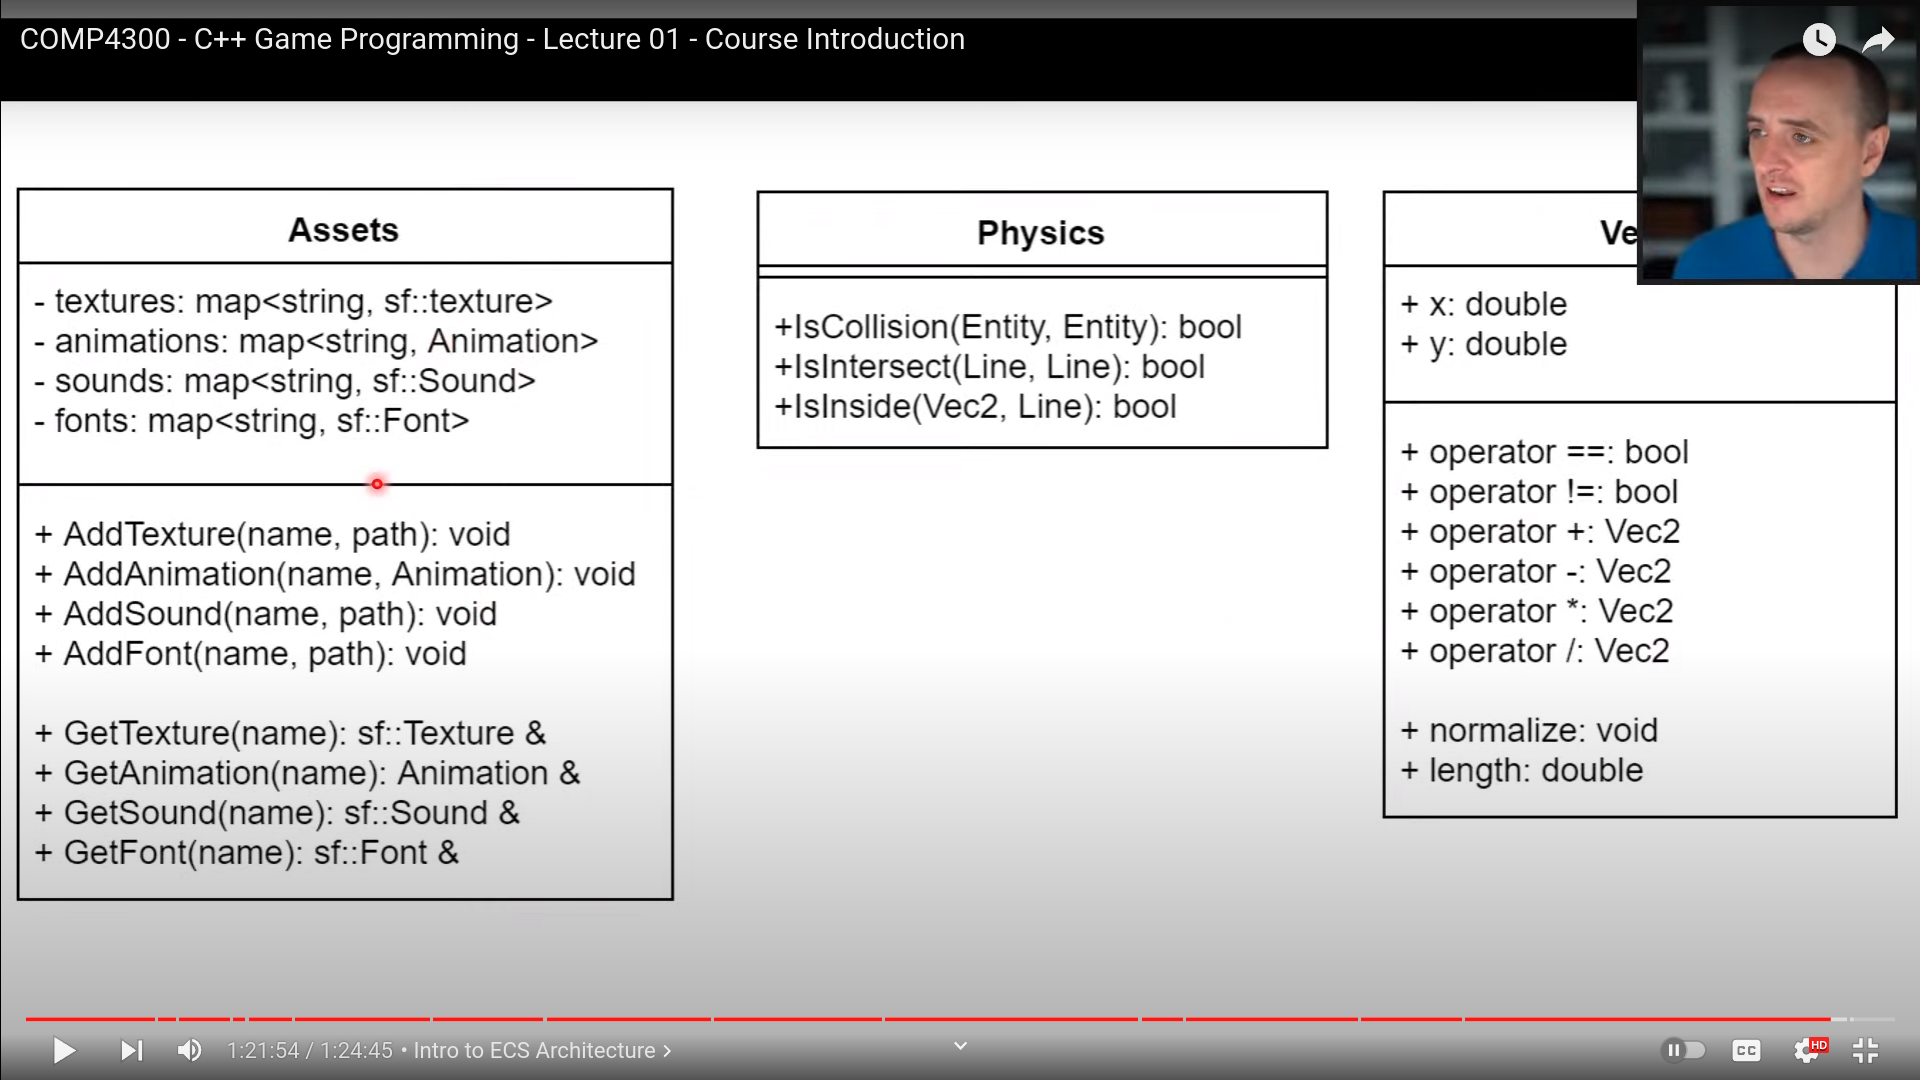 COMP4300 - C++ Game Programming - Lecture 01 - Course Introduction
Assets
- textures: map<string, sf::texture>
- animations: map<string, Animation>
- sounds: map<string, sf::Sound>
- fonts: map<string, sf::Font>
+ AddTexture(name, path): void
+ AddAnimation(name, Animation): void
+ AddSound(name, path): void
+ AddFont(name, path): void
+ GetTexture(name): sf::Texture &
+ GetAnimation(name): Animation &
+ GetSound(name): sf::Sound &
+ GetFont(name): sf::Font &
Physics
+IsCollision(Entity, Entity): bool
+IsIntersect(Line, Line): bool
+IsInside(Vec2, Line): bool
Ve
+ x: double
+ y: double
+ operator ==: bool
+ operator !=: bool
+ operator +: Vec2
+ operator -: Vec2
+ operator *: Vec2
+ operator /: Vec2
+ normalize: void
+ length: double
1:21:54 / 1:24:45 • Intro to ECS Architecture >
CC
HD